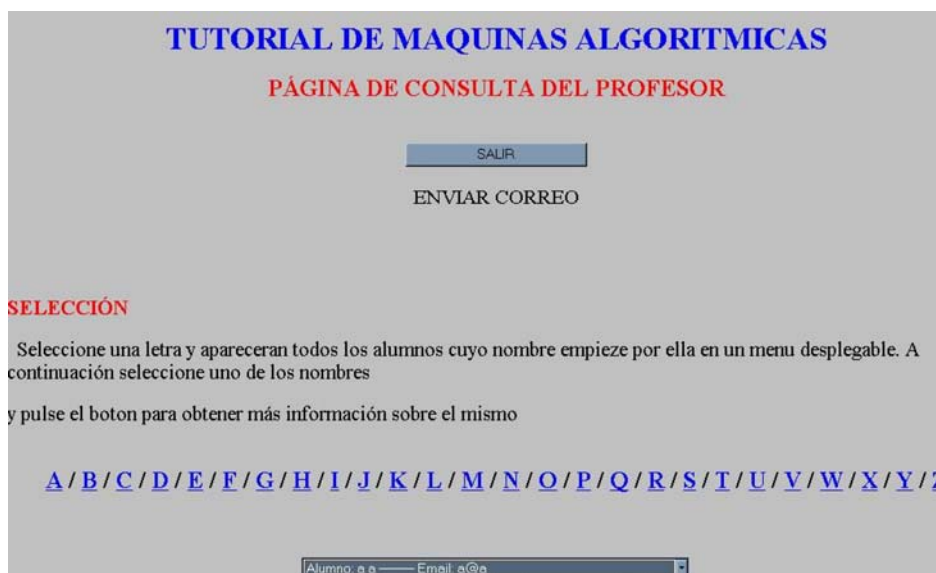 TUTORIAL DE MAQUINAS ALGORITMICAS
PÁGINA DE CONSULTA DEL PROFESOR
SALIR
ENVIAR CORREO
SELECCIÓN
Seleccione una letra y apareceran todos los alumnos cuyo nombre empieze por ella en un menu desplegable. A
continuación seleccione uno de los nombres
y pulse el boton para obtener más información sobre el mismo
A / B / C / D / E / F / G / H / I / J / K / L / M / N / O / P / Q / R / S / T / U / V / W / X / Y / Z
Alumno: a a ——— Email: a@a